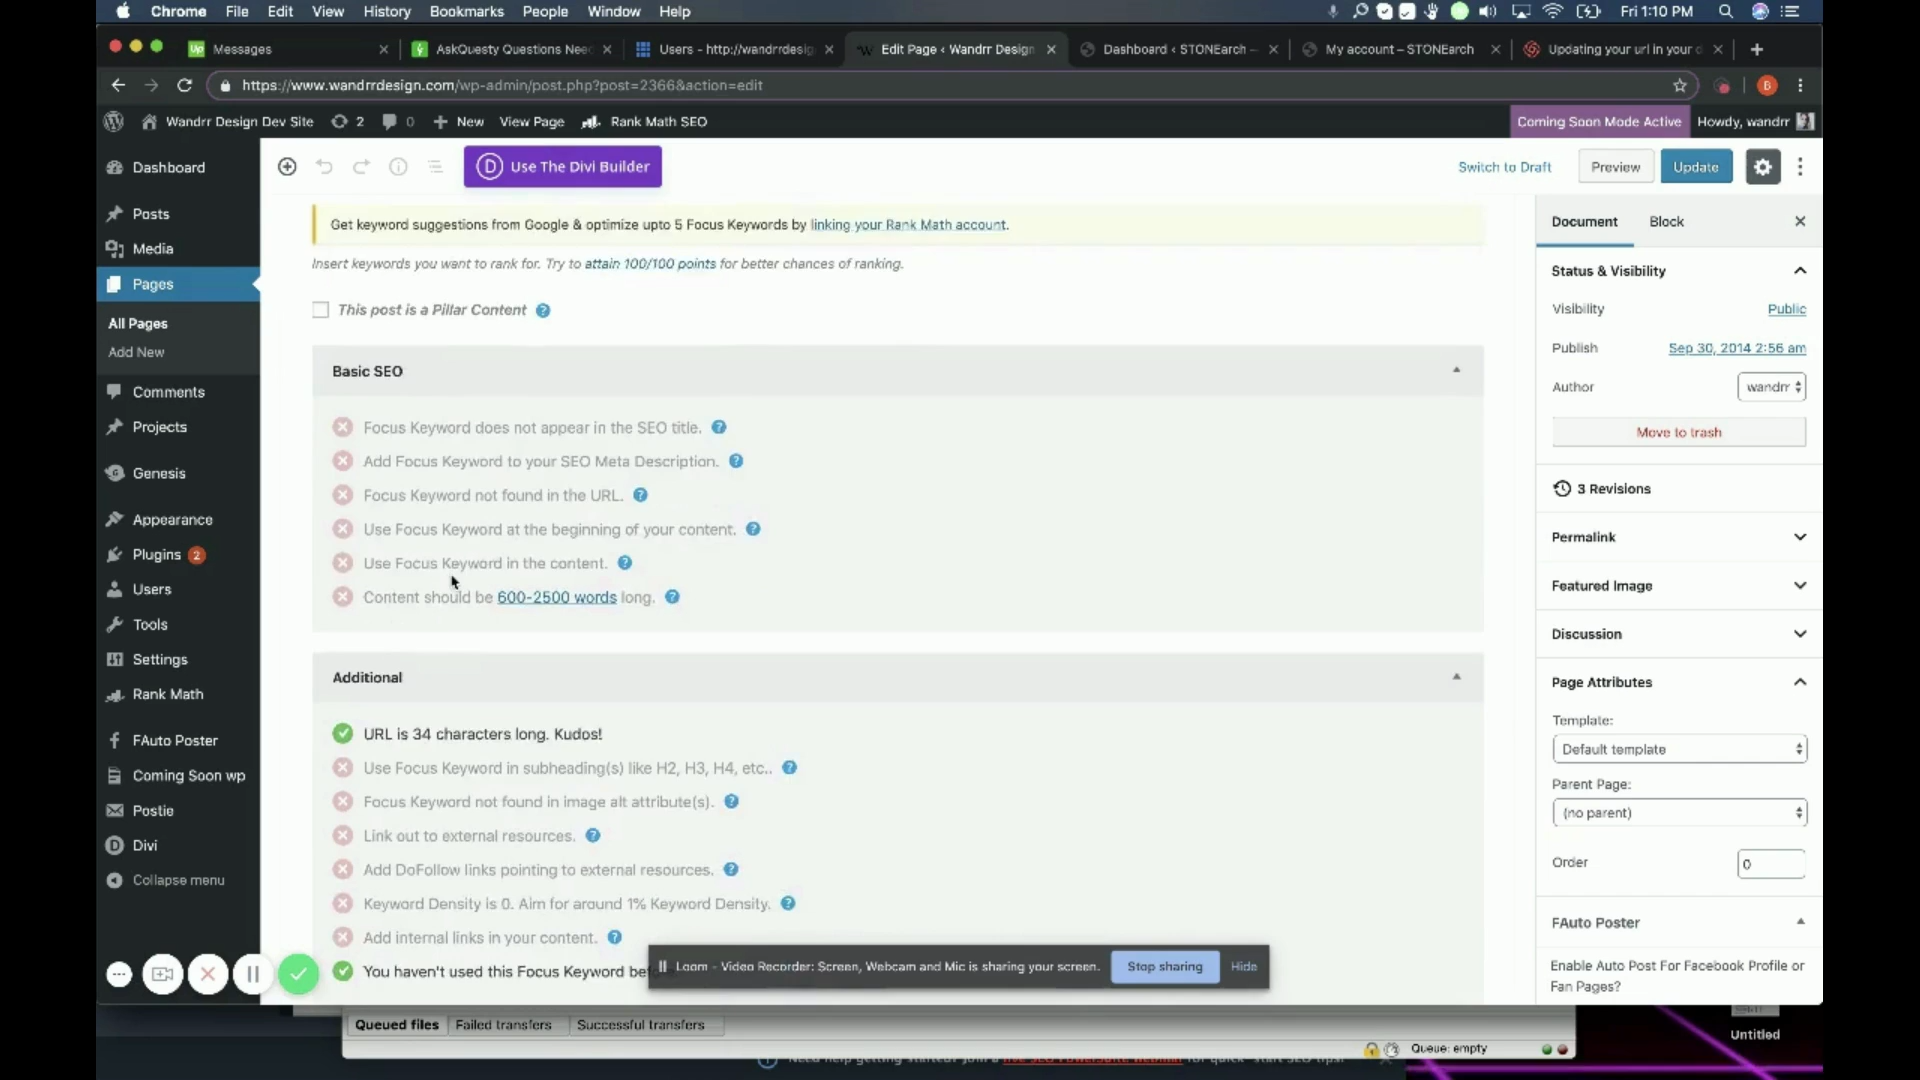 Chrome File Edit View History Bookmarks People Window Help Fri 1:10 PM
Up Messages
AskQuesty Questions Nee
Users - http://wandrrdesig
Edit Page ‹ Wandrr Design
Dashboard ‹ STONEarch –
My account – STONEarch
Updating your url in your d
https://www.wandrrdesign.com/wp-admin/post.php?post=2366&action=edit
B
Wandrr Design Dev Site 2 0 New View Page Rank Math SEO Coming Soon Mode Active Howdy, wandrr
Dashboard
Posts
Media
Pages
All Pages
Add New
Comments
Projects
Genesis
Appearance
Plugins 2
Users
Tools
Settings
Rank Math
FAuto Poster
Coming Soon wp
Postie
Divi
Collapse menu
D Use The Divi Builder
Switch to Draft Preview Update
Get keyword suggestions from Google & optimize upto 5 Focus Keywords by linking your Rank Math account.
Insert keywords you want to rank for. Try to attain 100/100 points for better chances of ranking.
This post is a Pillar Content ?
Basic SEO
Focus Keyword does not appear in the SEO title. ?
Add Focus Keyword to your SEO Meta Description. ?
Focus Keyword not found in the URL. ?
Use Focus Keyword at the beginning of your content. ?
Use Focus Keyword in the content. ?
Content should be 600-2500 words long. ?
Additional
URL is 34 characters long. Kudos!
Use Focus Keyword in subheading(s) like H2, H3, H4, etc.. ?
Focus Keyword not found in image alt attribute(s). ?
Link out to external resources. ?
Add DoFollow links pointing to external resources. ?
Keyword Density is 0. Aim for around 1% Keyword Density. ?
Add internal links in your content. ?
You haven't used this Focus Keyword be
Loom – Video Recorder: Screen, Webcam and Mic is sharing your screen. Stop sharing Hide
Document Block
Status & Visibility
Visibility Public
Publish Sep 30, 2014 2:56 am
Author wandrr
Move to trash
3 Revisions
Permalink
Featured Image
Discussion
Page Attributes
Template:
Default template
Parent Page:
(no parent)
Order 0
FAuto Poster
Enable Auto Post For Facebook Profile or
Fan Pages?
Queued files Failed transfers Successful transfers
Queue: empty
Untitled